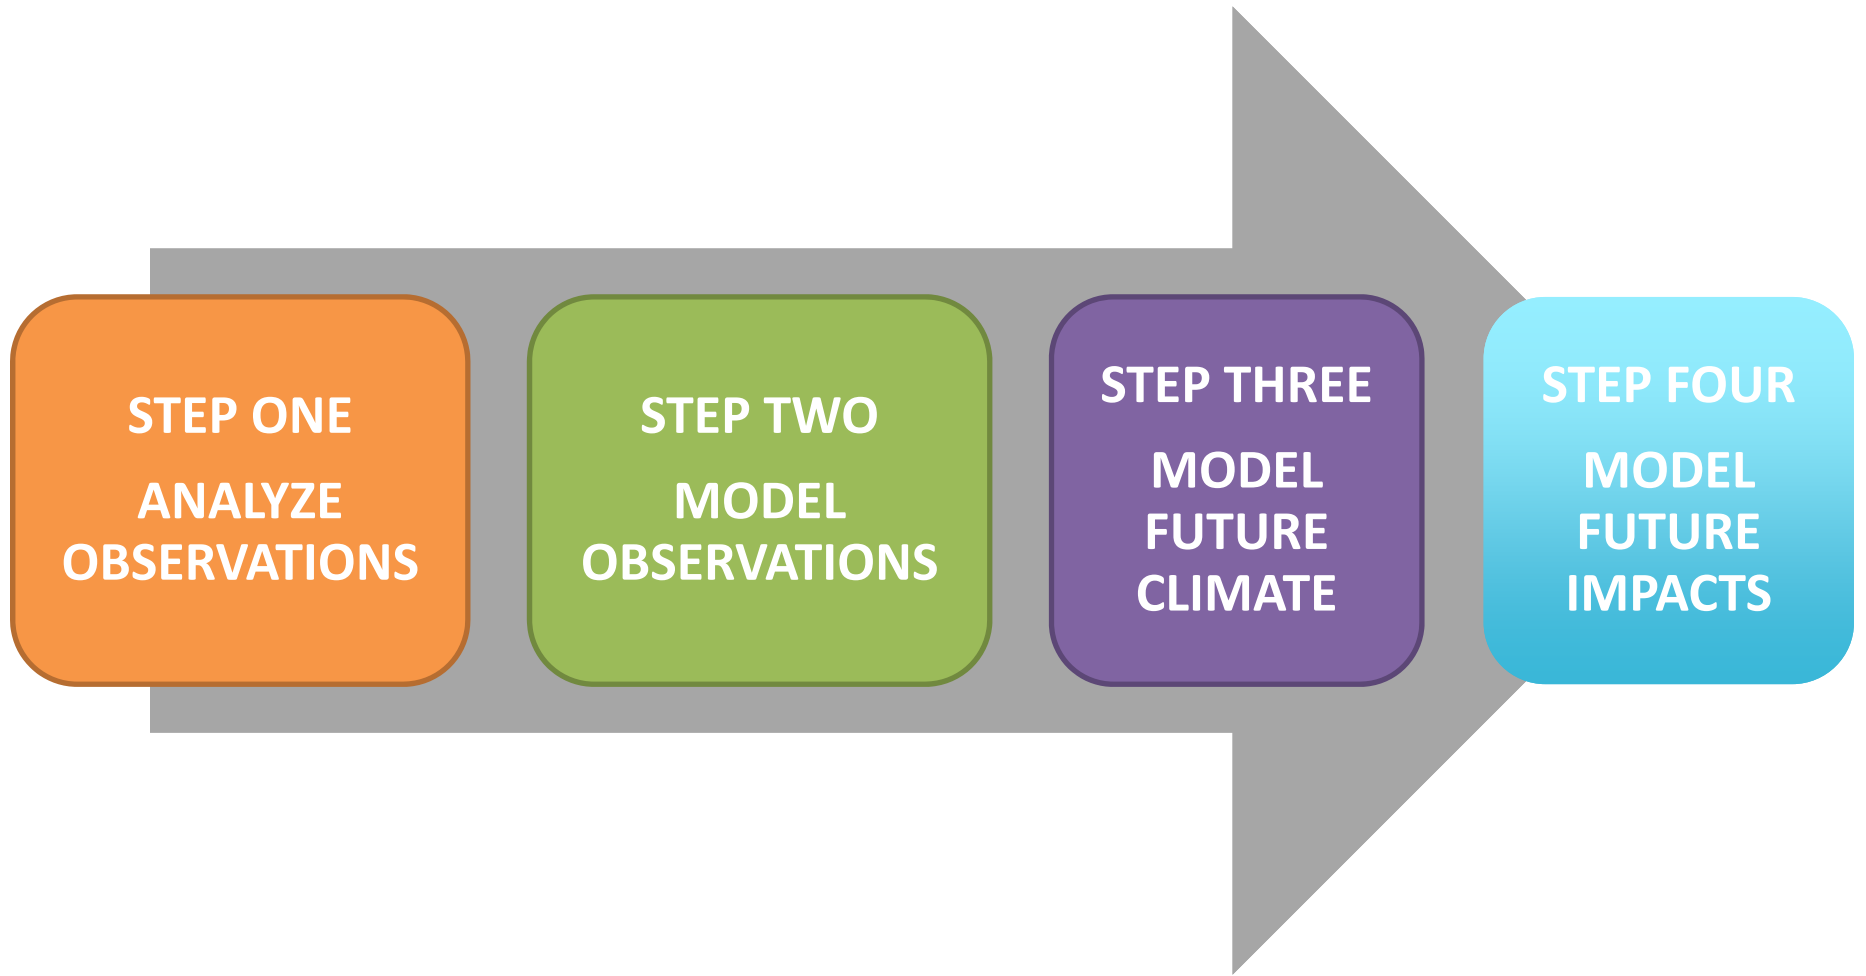 STEP ONE
ANALYZE
OBSERVATIONS
STEP TWO
MODEL
OBSERVATIONS
STEP THREE
MODEL
FUTURE
CLIMATE
STEP FOUR
MODEL
FUTURE
IMPACTS